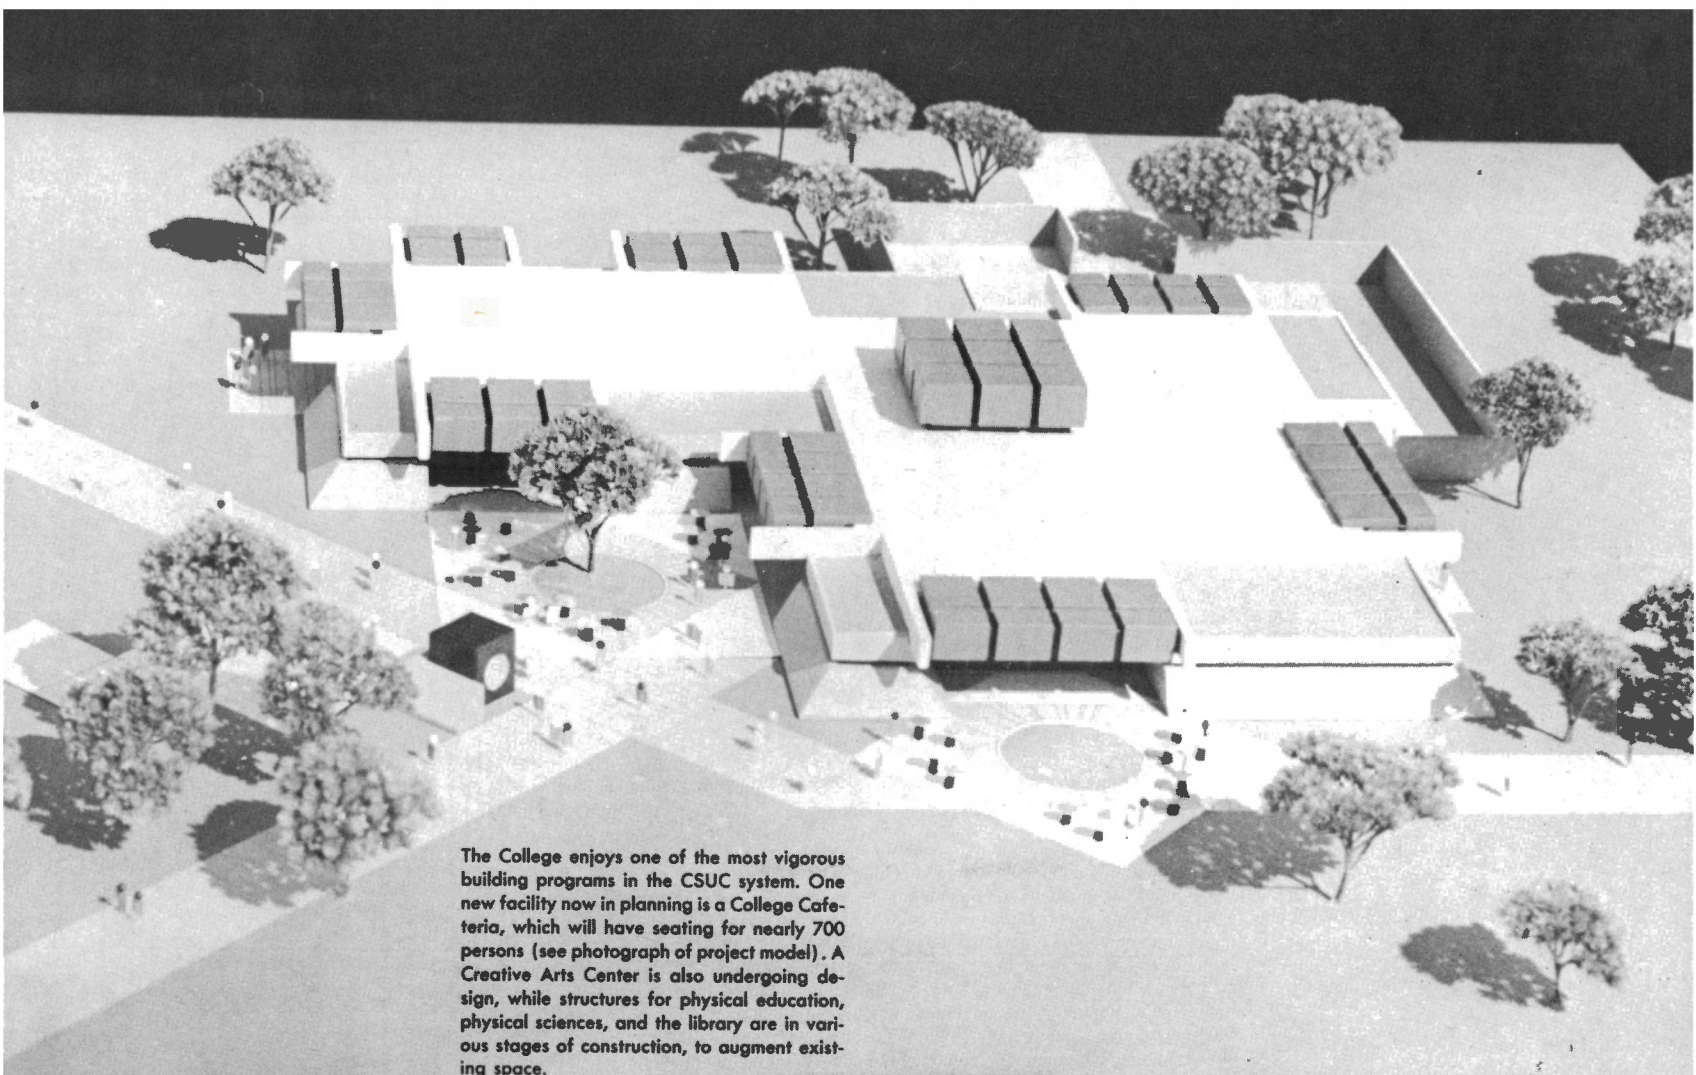 The College enjoys one of the most vigorous
building programs in the CSUC system. One
new facility now in planning is a College Cafe-
teria, which will have seating for nearly 700
persons (see photograph of project model). A
Creative Arts Center is also undergoing de-
sign, while structures for physical education,
physical sciences, and the library are in vari-
ous stages of construction, to augment exist-
ing space.